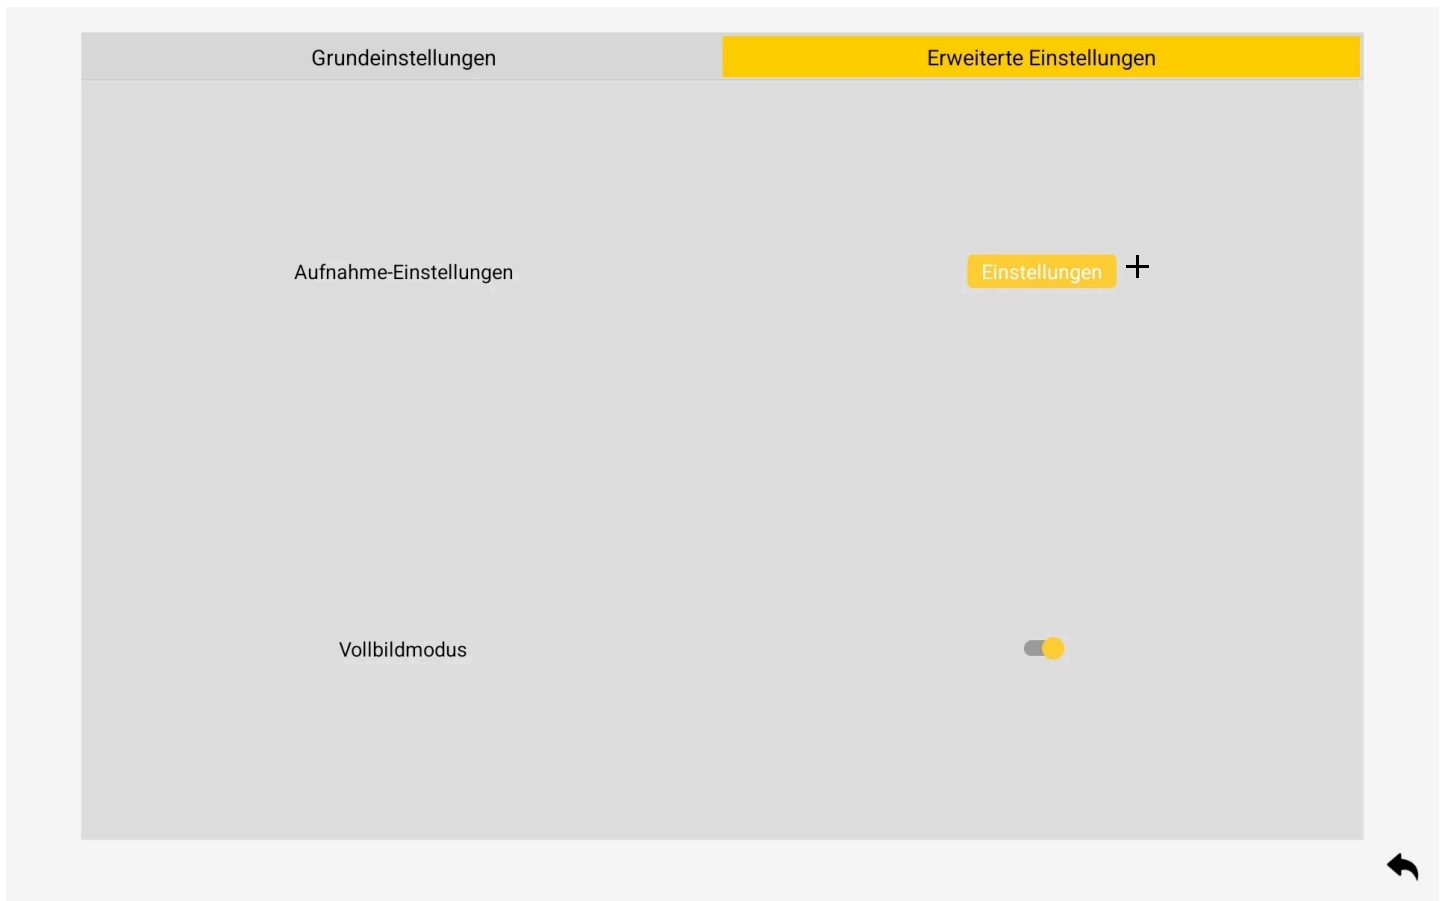 Grundeinstellungen
Erweiterte Einstellungen
Aufnahme-Einstellungen
Einstellungen
Vollbildmodus